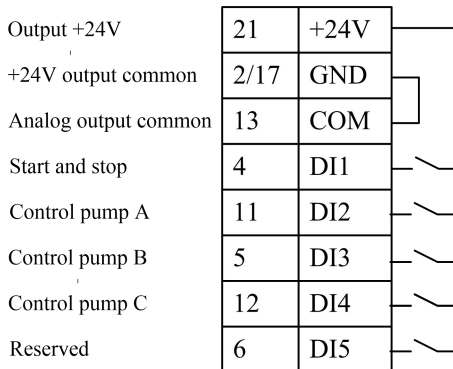 Output +24V 21 +24V
+24V output common 2/17 GND
Analog output common 13 COM
Start and stop 4 DI1
Control pump A 11 DI2
Control pump B 5 DI3
Control pump C 12 DI4
Reserved 6 DI5